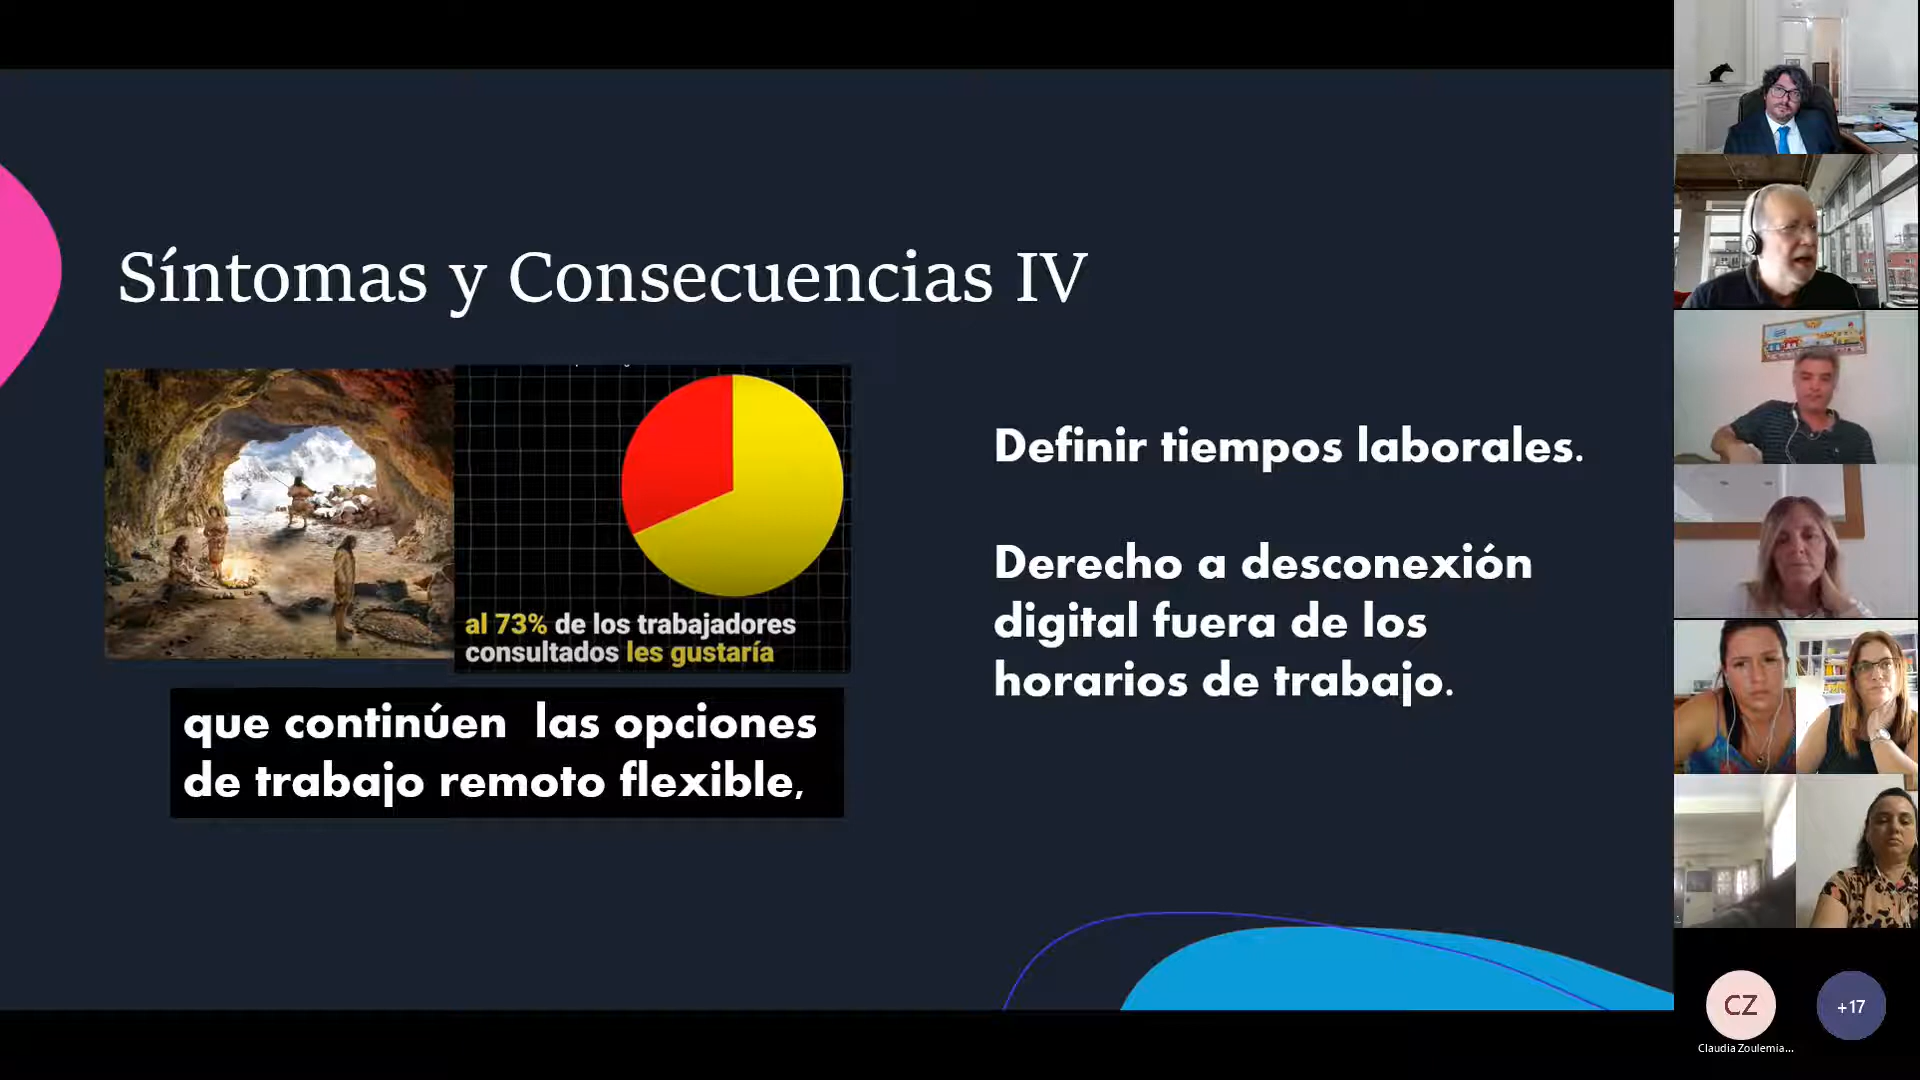 Síntomas y Consecuencias IV
al 73% de los trabajadores
consultados les gustaría
que continúen las opciones
de trabajo remoto flexible,
Definir tiempos laborales.
Derecho a desconexión
digital fuera de los
horarios de trabajo.
CZ
+17
Claudia Zoulemia...